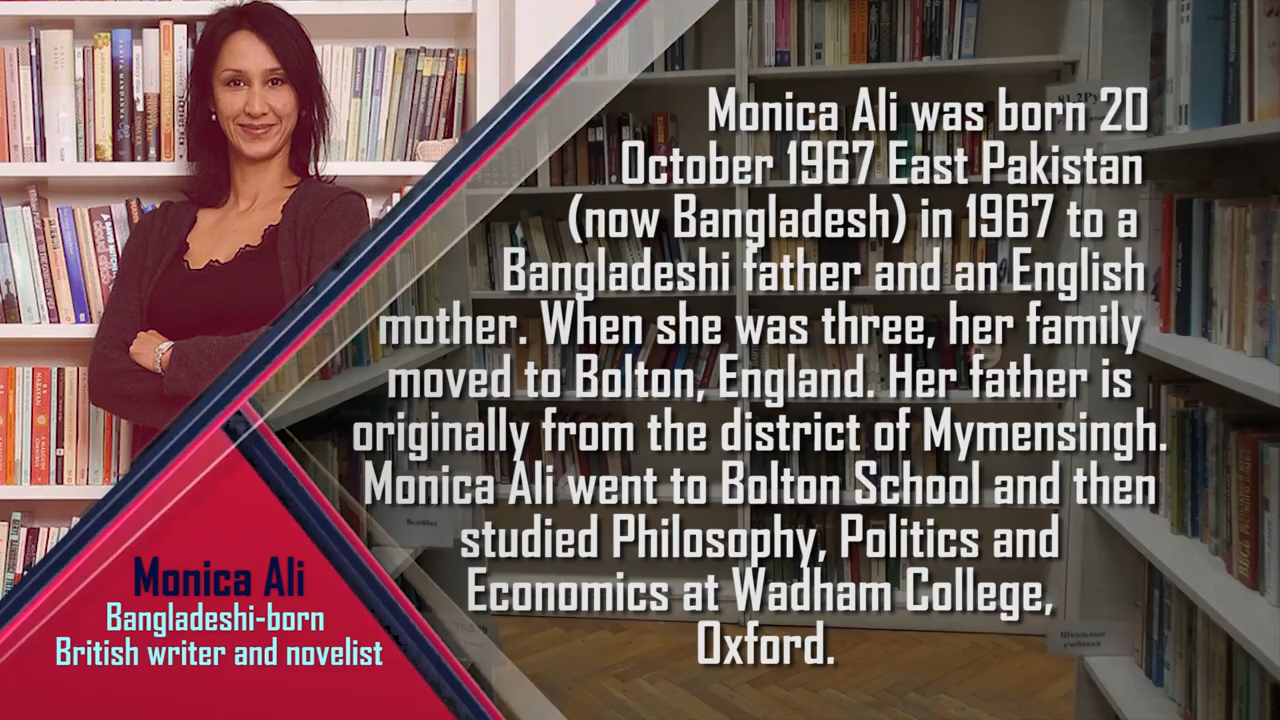 Monica Ali was born 20
October 1967 East Pakistan
(now Bangladesh) in 1967 to a
Bangladeshi father and an English
mother. When she was three, her family
moved to Bolton, England. Her father is
originally from the district of Mymensingh.
Monica Ali went to Bolton School and then
studied Philosophy, Politics and
Economics at Wadham College,
Oxford.
Monica Ali
Bangladeshi-born
British writer and novelist